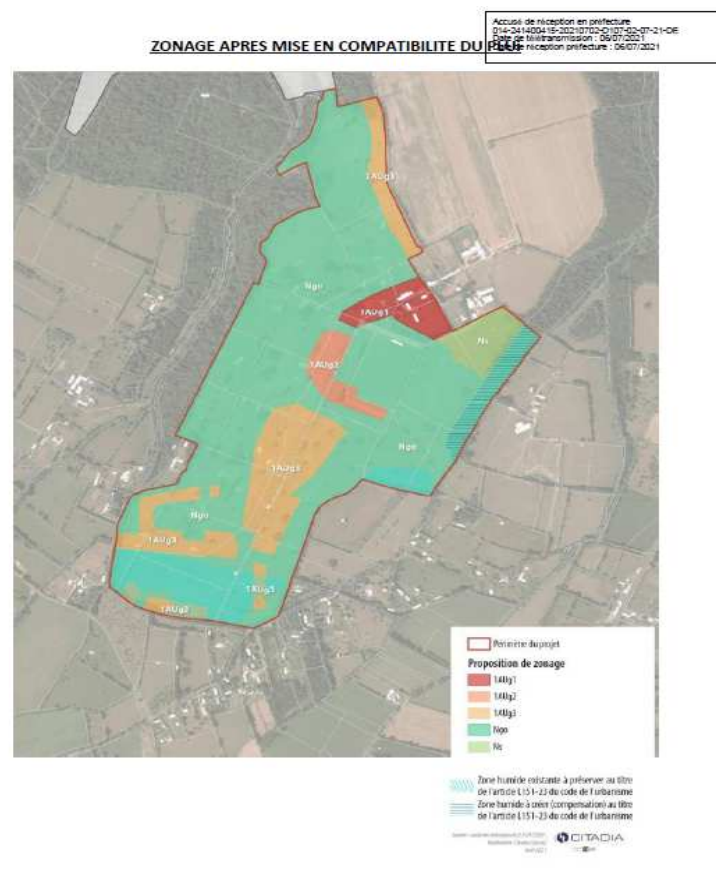 Accusé de réception en préfecture
014-241400415-20210702-D107-02-07-21-DE
Date de télétransmission : 06/07/2021
Date de réception préfecture : 06/07/2021
ZONAGE APRES MISE EN COMPATIBILITE DU PLUI
1AUg3
Ngo
1AUg1
Ns
1AUg2
Ngo
1AUg3
Ngo
1AUg3
1AUg3
1AUg3
Périmètre du projet
Proposition de zonage
1AUg1
1AUg2
1AUg3
Ngo
Ns
Zone humide existante à préserver au titre
de l'article L151-23 du code de l'urbanisme
Zone humide à créer (compensation) au titre
de l'article L151-23 du code de l'urbanisme
CITADIA